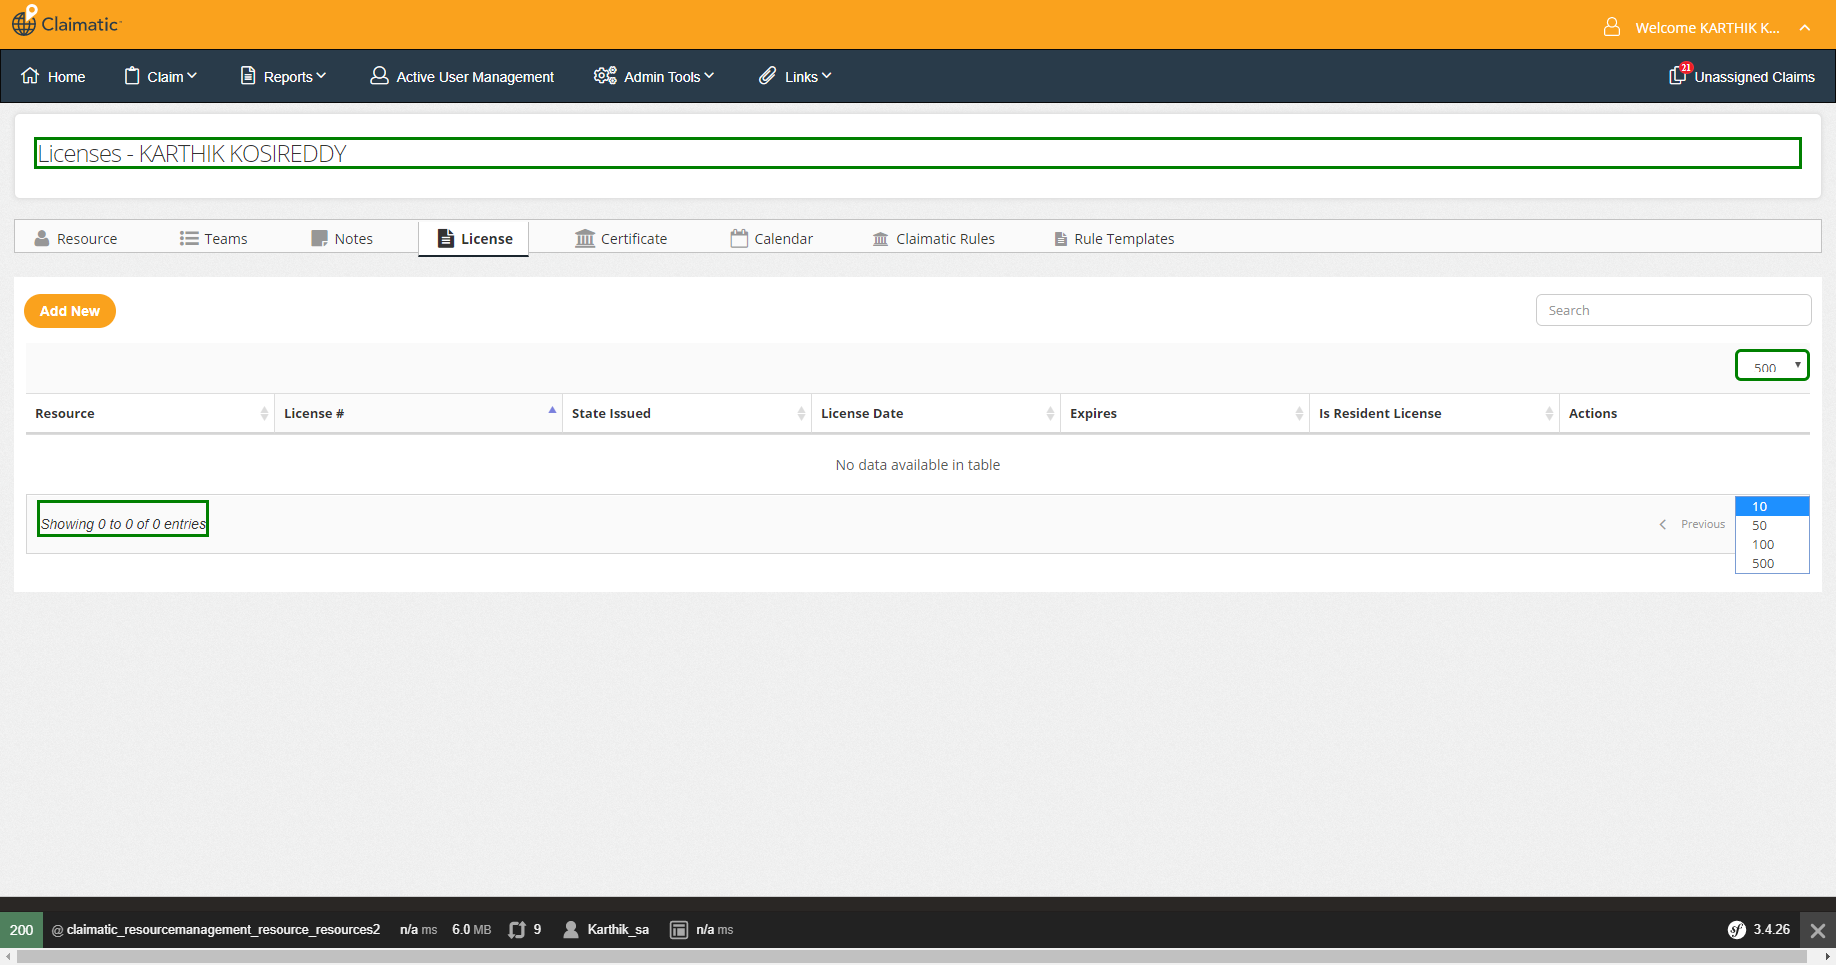 Claimatic
Welcome KARTHIK K...
Home
Claim
Reports
Active User Management
Admin Tools
Links
21
Unassigned Claims
Licenses - KARTHIK KOSIREDDY
Resource
Teams
Notes
License
Certificate
Calendar
Claimatic Rules
Rule Templates
Add New
Search
500
Resource
License #
State Issued
License Date
Expires
Is Resident License
Actions
No data available in table
Showing 0 to 0 of 0 entries
Previous
10
50
100
500
200
@ claimatic_resourcemanagement_resource_resources2
n/a ms
6.0 MB
9
Karthik_sa
n/a ms
sf
3.4.26